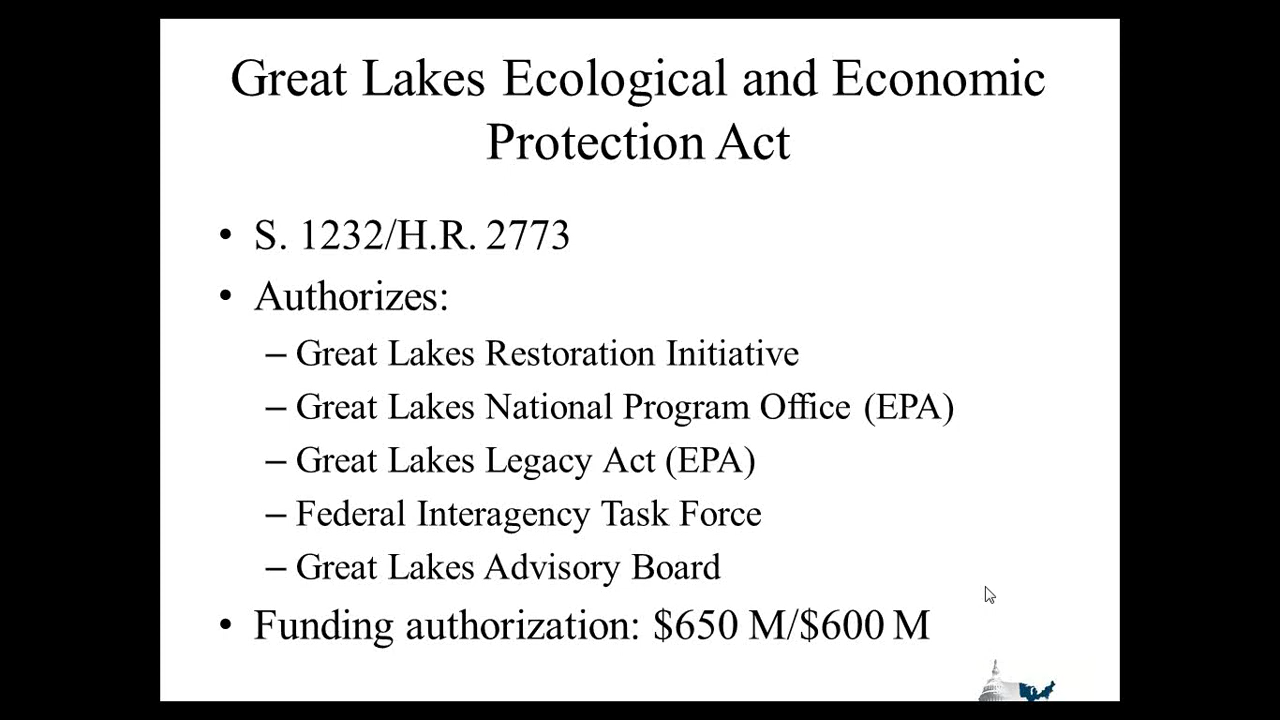 Great Lakes Ecological and Economic
Protection Act
• S. 1232/H.R. 2773
• Authorizes:
– Great Lakes Restoration Initiative
– Great Lakes National Program Office (EPA)
– Great Lakes Legacy Act (EPA)
– Federal Interagency Task Force
– Great Lakes Advisory Board
• Funding authorization: $650 M/$600 M